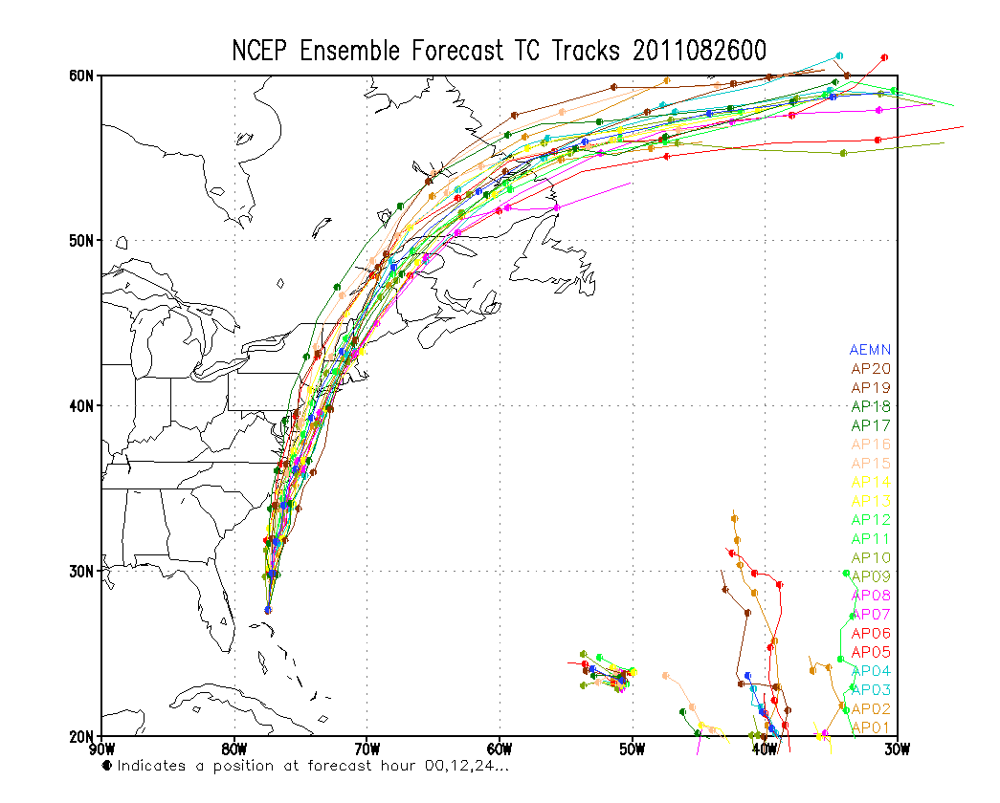 NCEP Ensemble Forecast TC Tracks 2011082600
60N
50N
40N
30N
20N
AEMN
AP20
AP19
AP18
AP17
AP16
AP15
AP14
AP13
AP12
AP11
AP10
AP09
AP08
AP07
AP06
AP05
AP04
AP03
AP02
AP01
90W 80W 70W 60W 50W 40W 30W
Indicates a position at forecast hour 00,12,24...